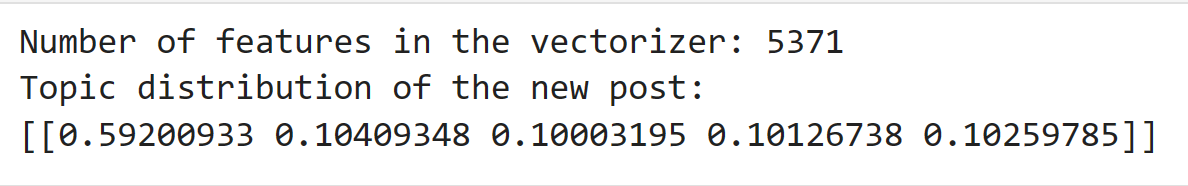 Number of features in the vectorizer: 5371
Topic distribution of the new post:
[[0.59200933 0.10409348 0.10003195 0.10126738 0.10259785]]